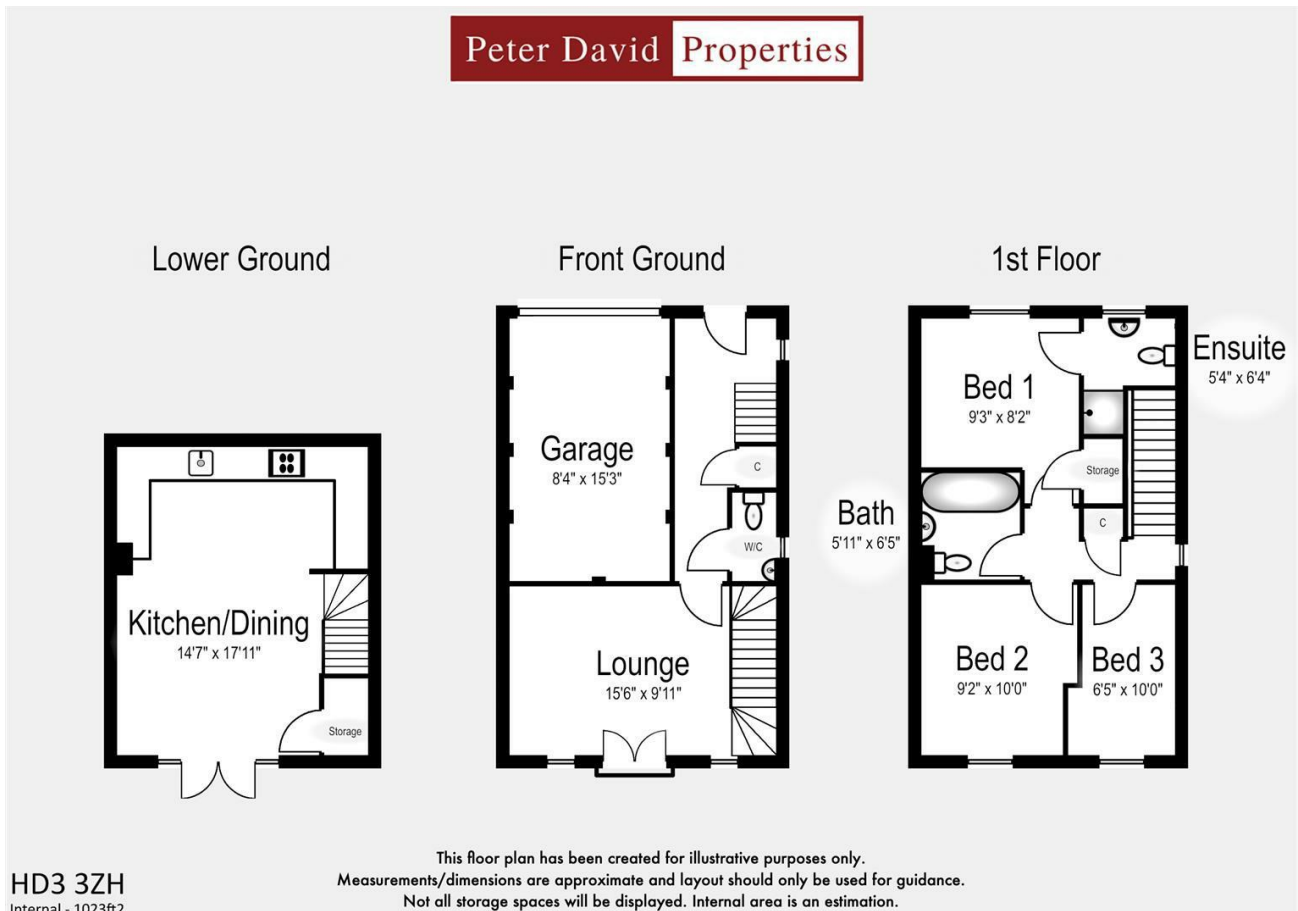 Peter David Properties
Lower Ground
Front Ground
1st Floor
Kitchen/Dining
14'7" x 17'11"
Storage
Garage
8'4" x 15'3"
C
W/C
Lounge
15'6" x 9'11"
Bed 1
9'3" x 8'2"
Ensuite
5'4" x 6'4"
Storage
Bath
5'11" x 6'5"
C
Bed 2
9'2" x 10'0"
Bed 3
6'5" x 10'0"
HD3 3ZH
Internal - 1023ft2
This floor plan has been created for illustrative purposes only.
Measurements/dimensions are approximate and layout should only be used for guidance.
Not all storage spaces will be displayed. Internal area is an estimation.